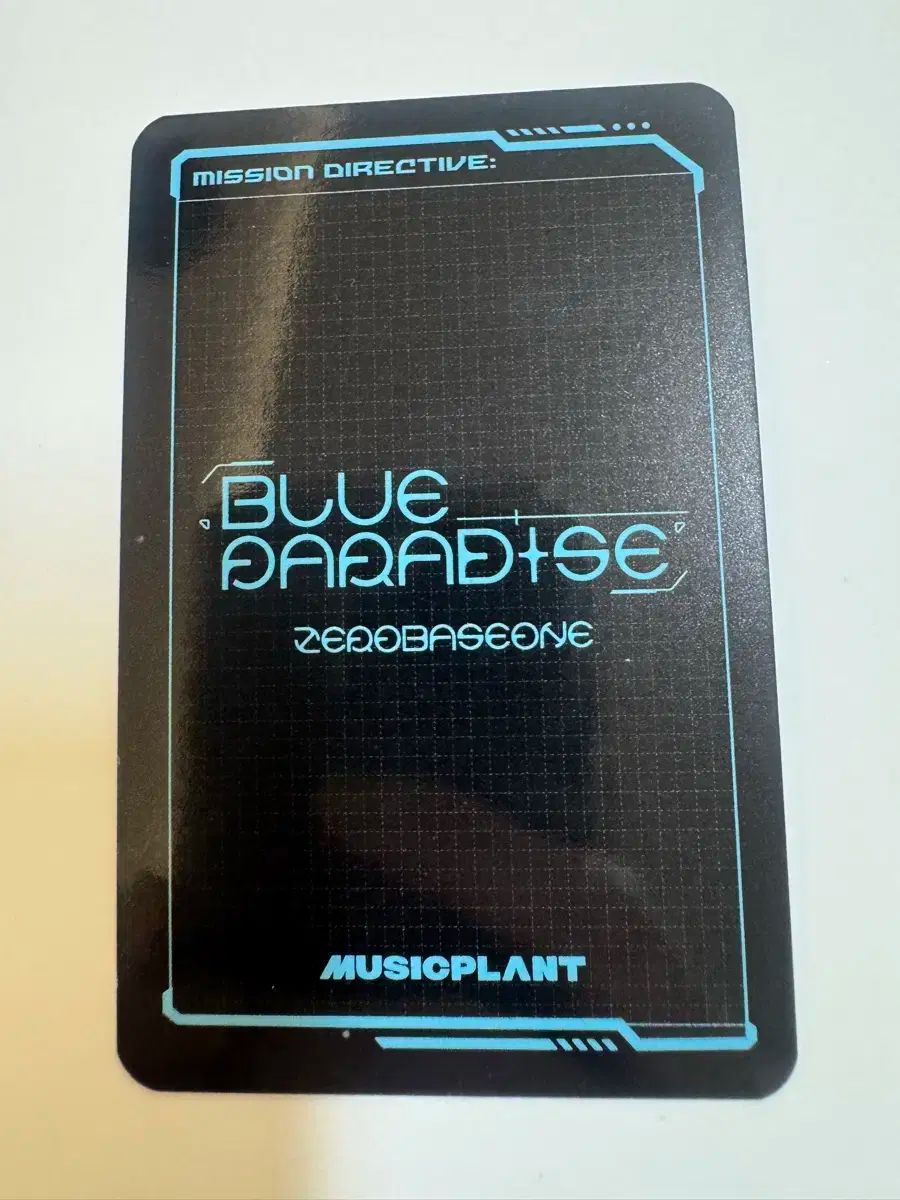 MISSION DIRECTIVE:
BLUE
PARADISE
ZEROBASEONE
MUSICPLANT